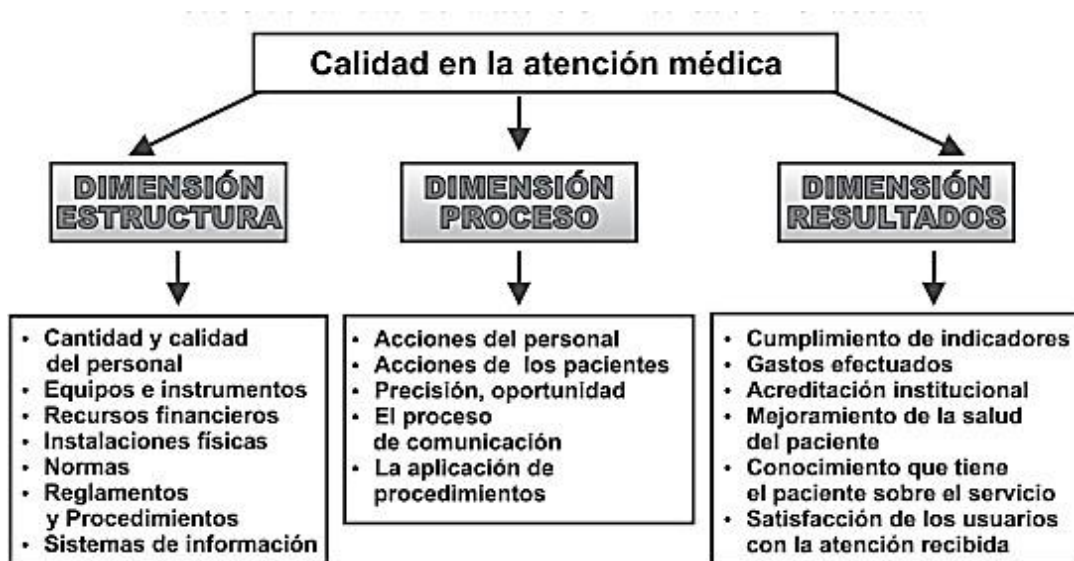 Calidad en la atención médica
DIMENSIÓN
ESTRUCTURA
DIMENSIÓN
PROCESO
DIMENSIÓN
RESULTADOS
• Cantidad y calidad
del personal
• Equipos e instrumentos
• Recursos financieros
• Instalaciones físicas
• Normas
• Reglamentos
y Procedimientos
• Sistemas de información
• Acciones del personal
• Acciones de los pacientes
• Precisión, oportunidad
• El proceso
de comunicación
• La aplicación de
procedimientos
• Cumplimiento de indicadores
• Gastos efectuados
• Acreditación institucional
• Mejoramiento de la salud
del paciente
• Conocimiento que tiene
el paciente sobre el servicio
• Satisfacción de los usuarios
con la atención recibida